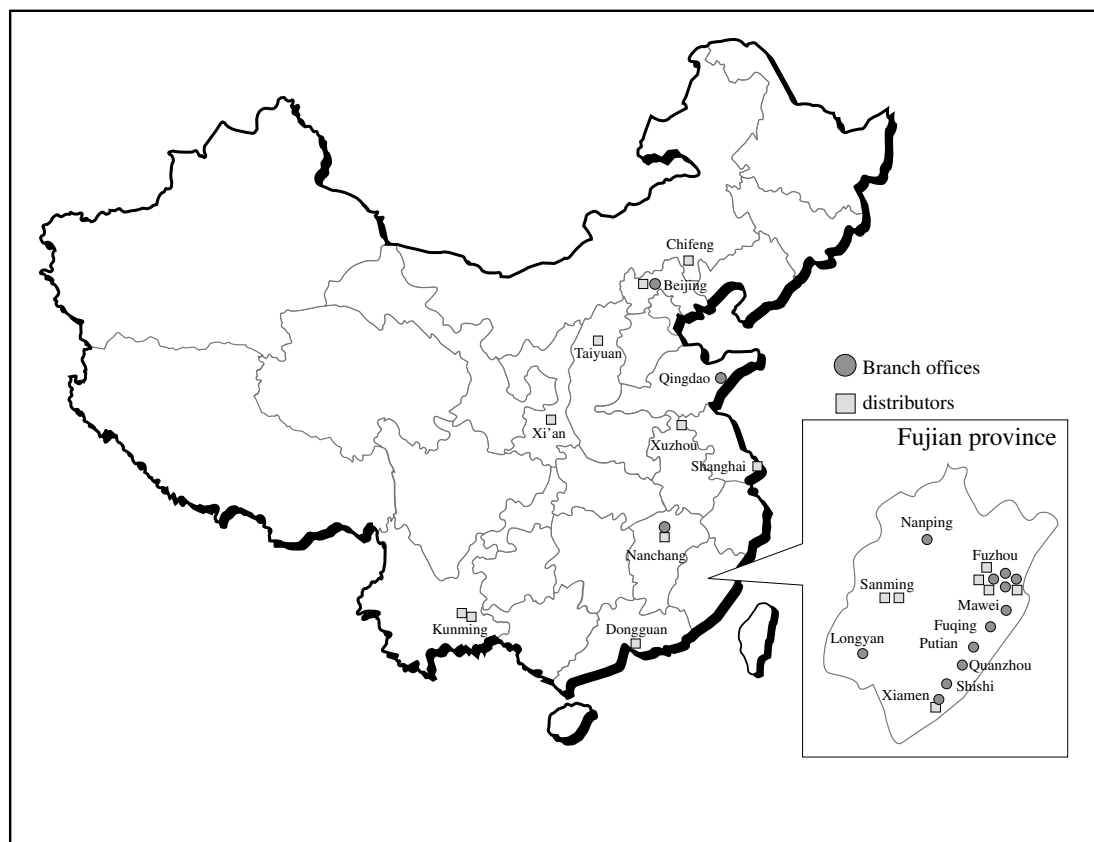 Chifeng
Beijing
Taiyuan
Qingdao
Branch offices
distributors
Xi’an
Xuzhou
Shanghai
Fujian province
Nanchang
Kunming
Dongguan
Nanping
Fuzhou
Sanming
Mawei
Fuqing
Longyan
Putian
Quanzhou
Shishi
Xiamen